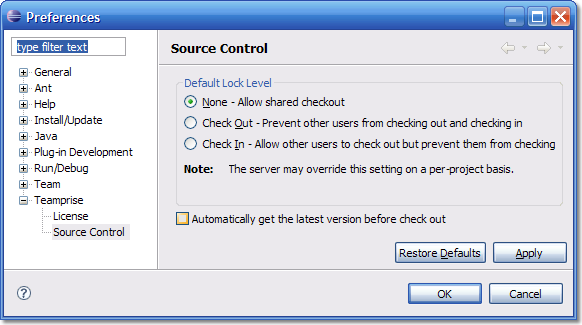 Preferences
type filter text
General
Ant
Help
Install/Update
Java
Plug-in Development
Run/Debug
Team
Teamprise
License
Source Control
Source Control
Default Lock Level
None - Allow shared checkout
Check Out - Prevent other users from checking out and checking in
Check In - Allow other users to check out but prevent them from checking
Note: The server may override this setting on a per-project basis.
Automatically get the latest version before check out
Restore Defaults
Apply
?
OK
Cancel